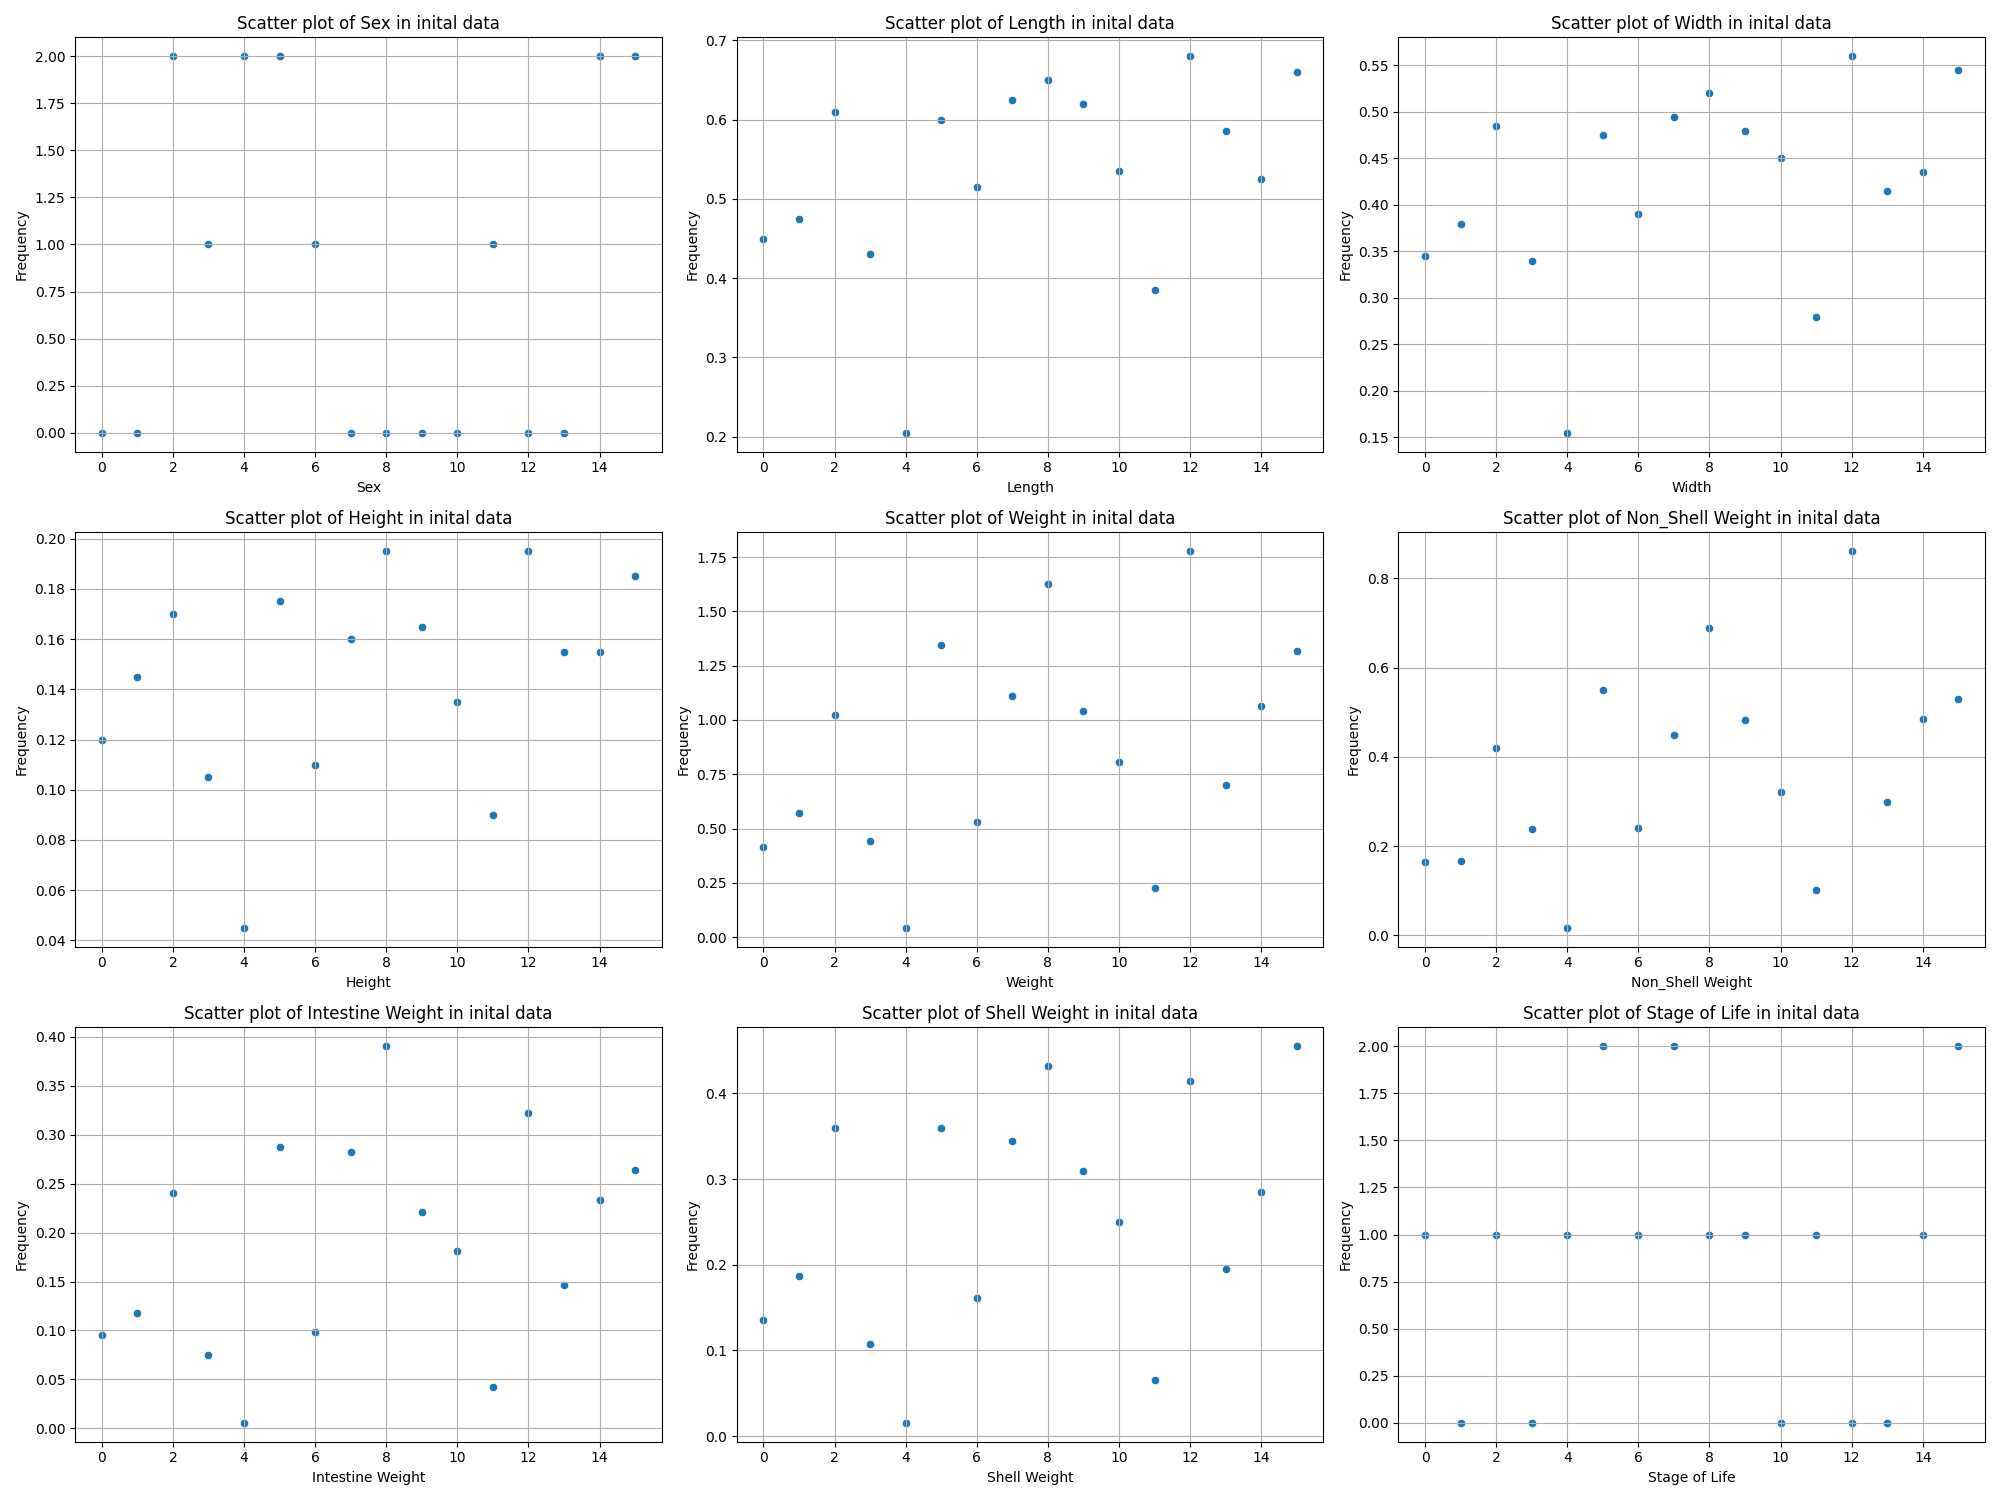 Scatter plot of Sex in inital data
Frequency
2.00
1.75
1.50
1.25
1.00
0.75
0.50
0.25
0.00
0 2 4 6 8 10 12 14
Sex
Scatter plot of Length in inital data
Frequency
0.7
0.6
0.5
0.4
0.3
0.2
0 2 4 6 8 10 12 14
Length
Scatter plot of Width in inital data
Frequency
0.55
0.50
0.45
0.40
0.35
0.30
0.25
0.20
0.15
0 2 4 6 8 10 12 14
Width
Scatter plot of Height in inital data
Frequency
0.20
0.18
0.16
0.14
0.12
0.10
0.08
0.06
0.04
0 2 4 6 8 10 12 14
Height
Scatter plot of Weight in inital data
Frequency
1.75
1.50
1.25
1.00
0.75
0.50
0.25
0.00
0 2 4 6 8 10 12 14
Weight
Scatter plot of Non_Shell Weight in inital data
Frequency
0.8
0.6
0.4
0.2
0.0
0 2 4 6 8 10 12 14
Non_Shell Weight
Scatter plot of Intestine Weight in inital data
Frequency
0.40
0.35
0.30
0.25
0.20
0.15
0.10
0.05
0.00
0 2 4 6 8 10 12 14
Intestine Weight
Scatter plot of Shell Weight in inital data
Frequency
0.4
0.3
0.2
0.1
0.0
0 2 4 6 8 10 12 14
Shell Weight
Scatter plot of Stage of Life in inital data
Frequency
2.00
1.75
1.50
1.25
1.00
0.75
0.50
0.25
0.00
0 2 4 6 8 10 12 14
Stage of Life